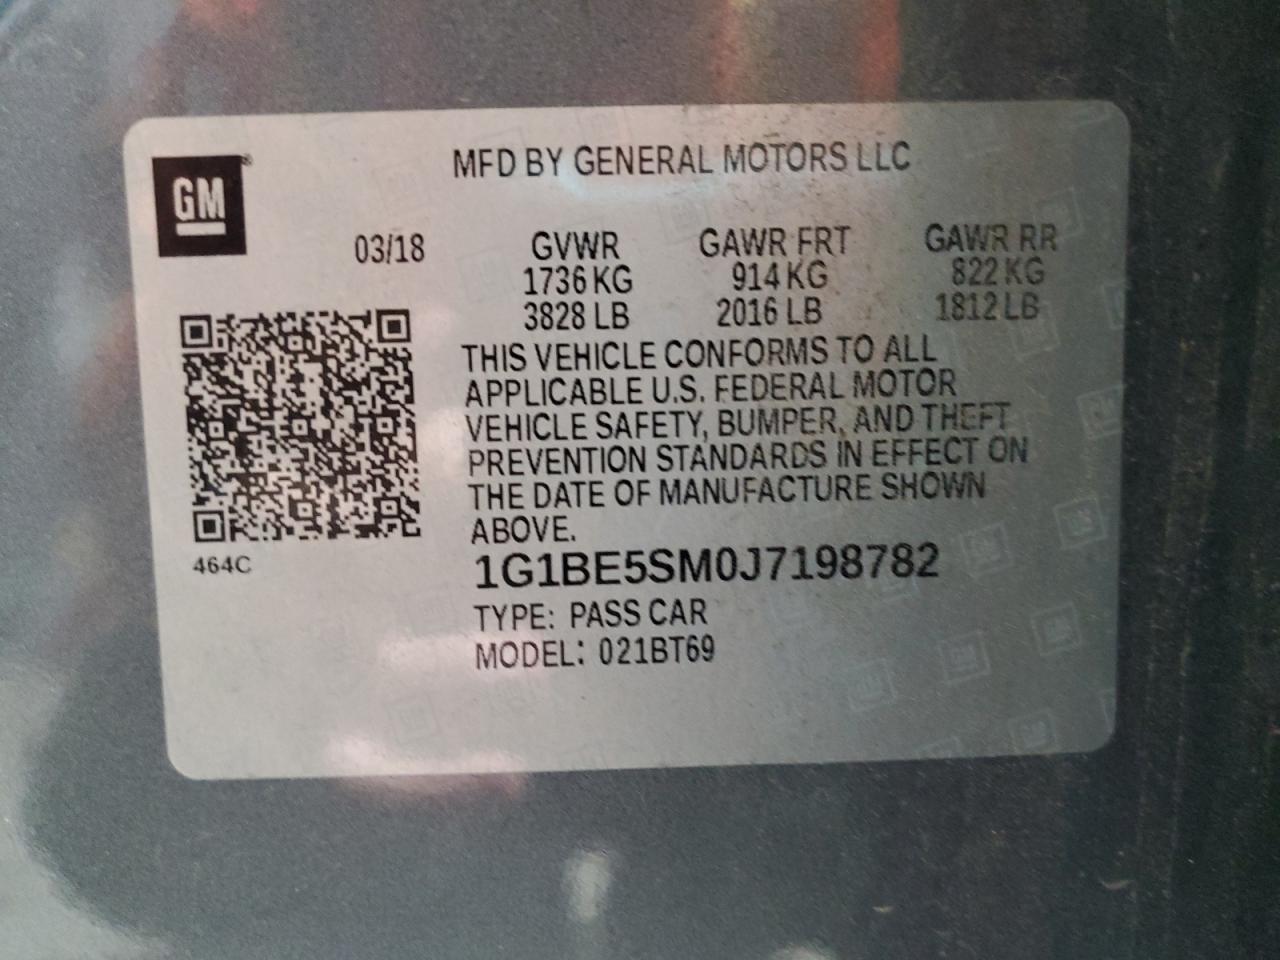 MFD BY GENERAL MOTORS LLC
GM®
03/18 GVWR GAWR FRT GAWR RR
1736 KG 914 KG 822 KG
3828 LB 2016 LB 1812 LB
THIS VEHICLE CONFORMS TO ALL
APPLICABLE U.S. FEDERAL MOTOR
VEHICLE SAFETY, BUMPER, AND THEFT
PREVENTION STANDARDS IN EFFECT ON
THE DATE OF MANUFACTURE SHOWN
ABOVE.
464C
1G1BE5SM0J7198782
TYPE: PASS CAR
MODEL: 021BT69